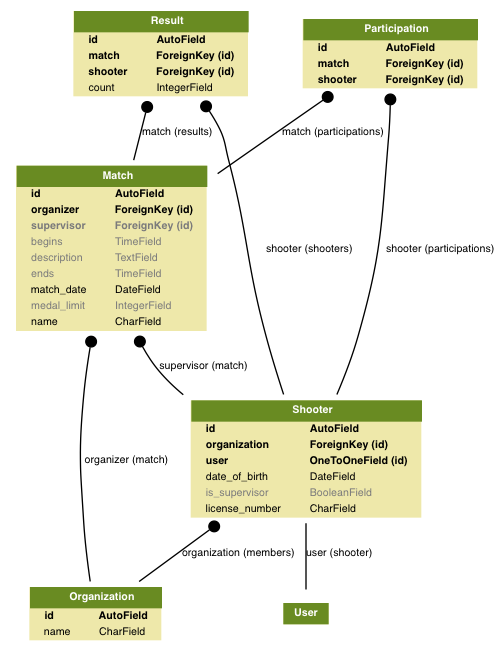 Result
id AutoField
match ForeignKey (id)
shooter ForeignKey (id)
count IntegerField
Participation
id AutoField
match ForeignKey (id)
shooter ForeignKey (id)
match (results)
match (participations)
Match
id AutoField
organizer ForeignKey (id)
supervisor ForeignKey (id)
begins TimeField
description TextField
ends TimeField
match_date DateField
medal_limit IntegerField
name CharField
shooter (shooters)
shooter (participations)
supervisor (match)
Shooter
id AutoField
organization ForeignKey (id)
user OneToOneField (id)
date_of_birth DateField
is_supervisor BooleanField
license_number CharField
organizer (match)
organization (members)
user (shooter)
Organization
id AutoField
name CharField
User